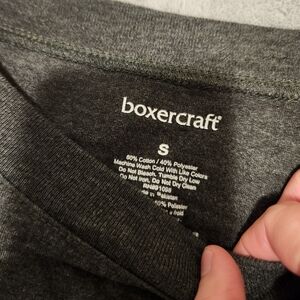 boxercraft®
S
60% Cotton / 40% Polyester
Machine Wash Cold With Like Colors
Do Not Bleach, Tumble Dry Low
Do Not Iron, Do Not Dry Clean
Polyester